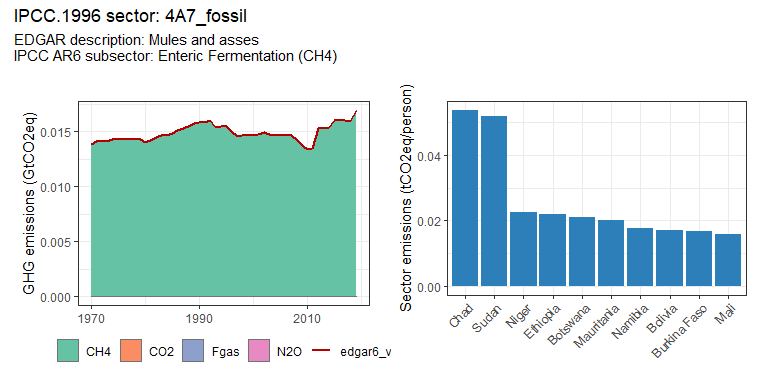 IPCC.1996 sector: 4A7_fossil
EDGAR description: Mules and asses
IPCC AR6 subsector: Enteric Fermentation (CH4)
GHG emissions (GtCO2eq)
0.015
0.010
0.005
0.000
1970
1990
2010
CH4
CO2
Fgas
N2O
edgar6_v
Sector emissions (tCO2eq/person)
0.04
0.02
0.00
Chad
Sudan
Niger
Ethiopia
Botswana
Mauritania
Namibia
Bolivia
Burkina Faso
Mali